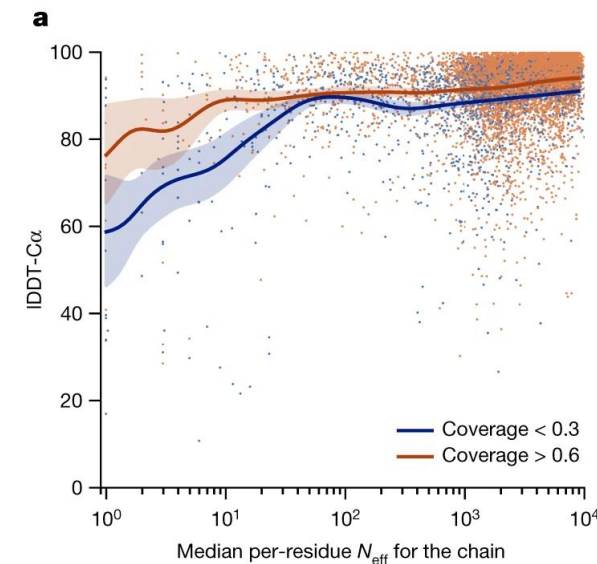 a
100
80
60
40
20
0
lDDT-Cα
Coverage < 0.3
Coverage > 0.6
10⁰
10¹
10²
10³
10⁴
Median per-residue Neff for the chain